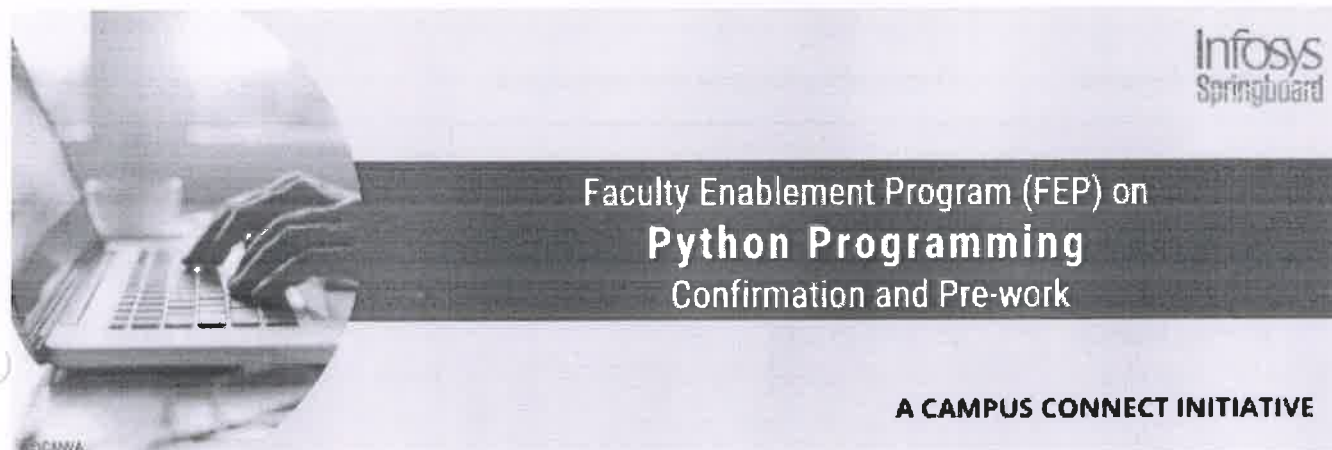 Infosys
Springboard
Faculty Enablement Program (FEP) on
Python Programming
Confirmation and Pre-work
A CAMPUS CONNECT INITIATIVE